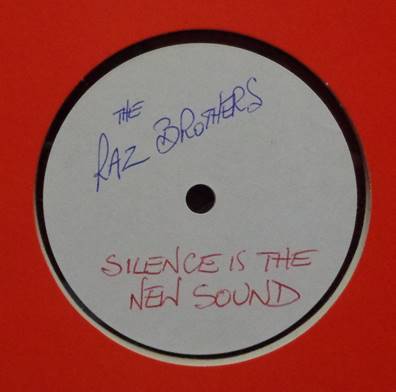 THE
RAZ BROTHERS
SILENCE IS THE
NEW SOUND